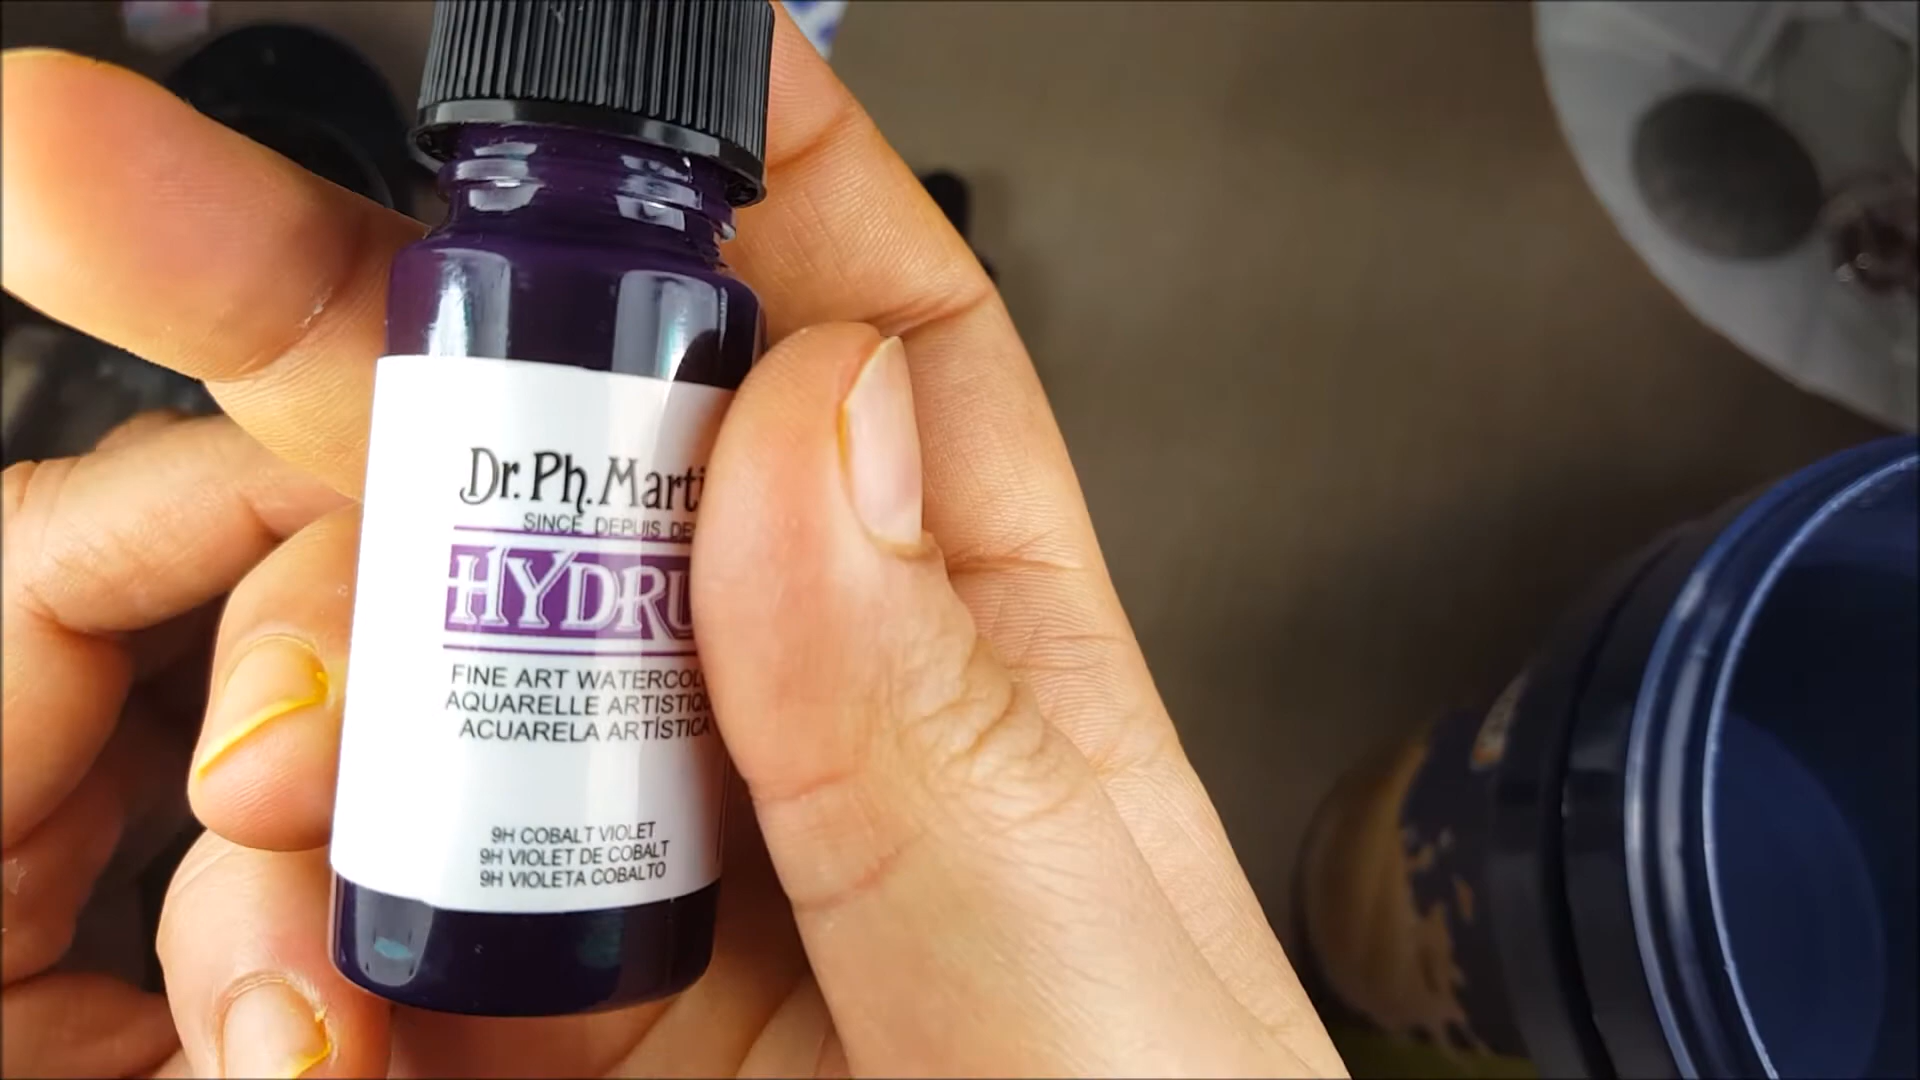 Dr. Ph. Marti
SINCE DEPUIS DE
HYDRU
FINE ART WATERCOL
AQUARELLE ARTISTIQU
ACUARELA ARTÍSTICA
9H COBALT VIOLET
9H VIOLET DE COBALT
9H VIOLETA COBALTO